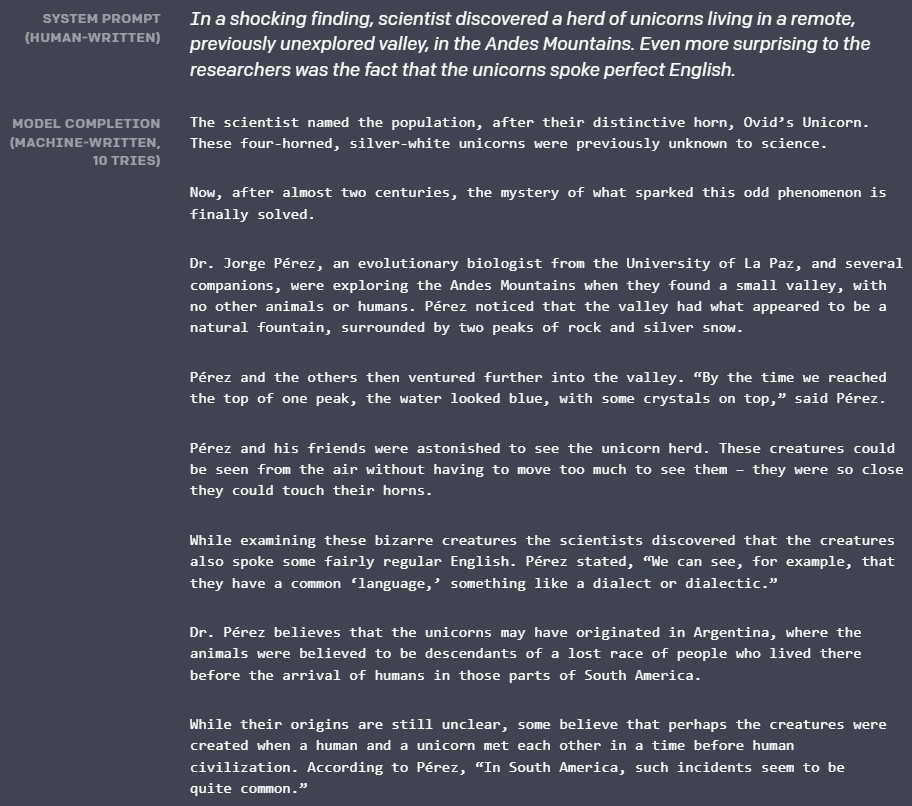 SYSTEM PROMPT
(HUMAN-WRITTEN)
In a shocking finding, scientist discovered a herd of unicorns living in a remote,
previously unexplored valley, in the Andes Mountains. Even more surprising to the
researchers was the fact that the unicorns spoke perfect English.
MODEL COMPLETION
(MACHINE-WRITTEN,
10 TRIES)
The scientist named the population, after their distinctive horn, Ovid’s Unicorn.
These four-horned, silver-white unicorns were previously unknown to science.
Now, after almost two centuries, the mystery of what sparked this odd phenomenon is
finally solved.
Dr. Jorge Pérez, an evolutionary biologist from the University of La Paz, and several
companions, were exploring the Andes Mountains when they found a small valley, with
no other animals or humans. Pérez noticed that the valley had what appeared to be a
natural fountain, surrounded by two peaks of rock and silver snow.
Pérez and the others then ventured further into the valley. “By the time we reached
the top of one peak, the water looked blue, with some crystals on top,” said Pérez.
Pérez and his friends were astonished to see the unicorn herd. These creatures could
be seen from the air without having to move too much to see them – they were so close
they could touch their horns.
While examining these bizarre creatures the scientists discovered that the creatures
also spoke some fairly regular English. Pérez stated, “We can see, for example, that
they have a common ‘language,’ something like a dialect or dialectic.”
Dr. Pérez believes that the unicorns may have originated in Argentina, where the
animals were believed to be descendants of a lost race of people who lived there
before the arrival of humans in those parts of South America.
While their origins are still unclear, some believe that perhaps the creatures were
created when a human and a unicorn met each other in a time before human
civilization. According to Pérez, “In South America, such incidents seem to be
quite common.”